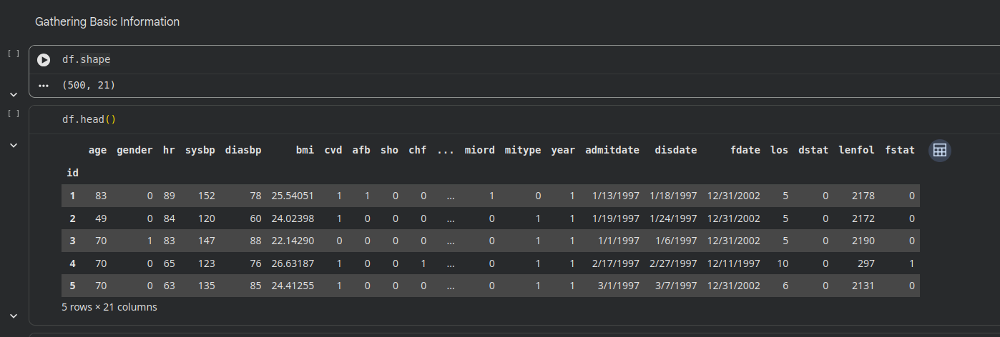 Gathering Basic Information
[ ]
df.shape
(500, 21)
[ ]
df.head()
age gender hr sysbp diasbp bmi cvd afb sho chf ... miord mitype year admitdate disdate fdate los dstat lenfol fstat
id
1 83 0 89 152 78 25.54051 1 1 0 0 ... 1 0 1 1/13/1997 1/18/1997 12/31/2002 5 0 2178 0
2 49 0 84 120 60 24.02398 1 0 0 0 ... 0 1 1 1/19/1997 1/24/1997 12/31/2002 5 0 2172 0
3 70 1 83 147 88 22.14290 0 0 0 0 ... 0 1 1 1/1/1997 1/6/1997 12/31/2002 5 0 2190 0
4 70 0 65 123 76 26.63187 1 0 0 1 ... 0 1 1 2/17/1997 2/27/1997 12/11/1997 10 0 297 1
5 70 0 63 135 85 24.41255 1 0 0 0 ... 0 1 1 3/1/1997 3/7/1997 12/31/2002 6 0 2131 0
5 rows × 21 columns